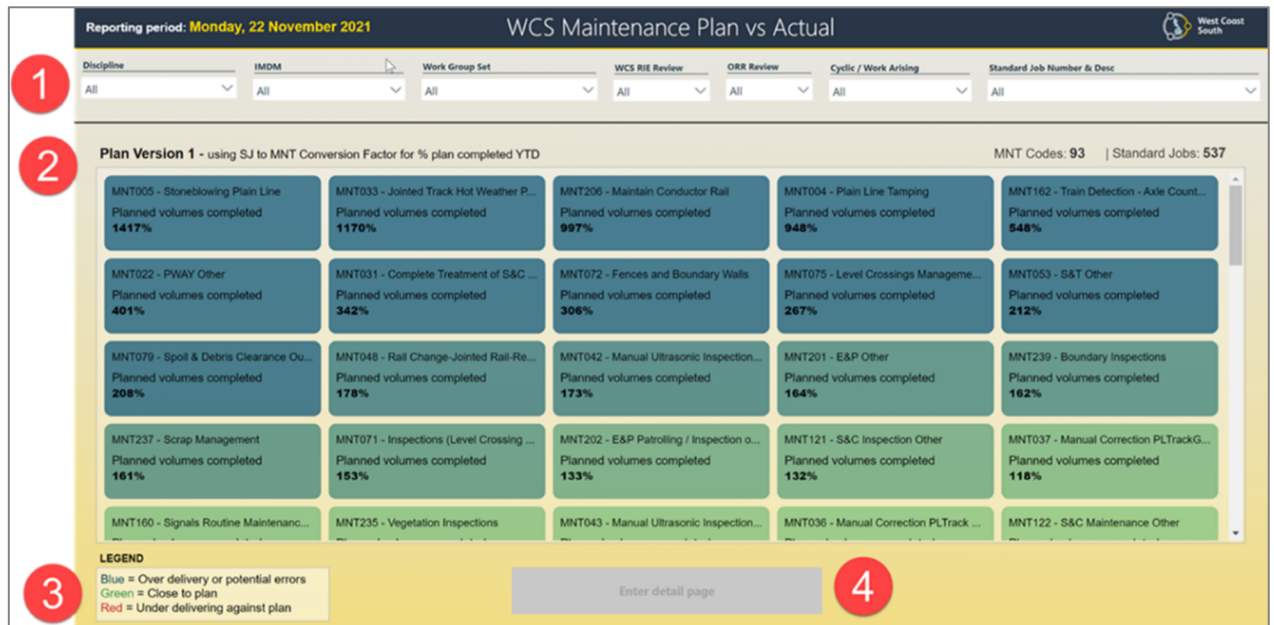 Reporting period: Monday, 22 November 2021
WCS Maintenance Plan vs Actual
West Coast
South
1
Discipline
IMDM
Work Group Set
WCS RIE Review
ORR Review
Cyclic / Work Arising
Standard Job Number & Desc
All
All
All
All
All
All
All
2
Plan Version 1 - using SJ to MNT Conversion Factor for % plan completed YTD
MNT Codes: 93 | Standard Jobs: 537
MNT005 - Stoneblowing Plain Line
Planned volumes completed
1417%
MNT033 - Jointed Track Hot Weather P...
Planned volumes completed
1170%
MNT206 - Maintain Conductor Rail
Planned volumes completed
997%
MNT004 - Plain Line Tamping
Planned volumes completed
948%
MNT162 - Train Detection - Axle Count...
Planned volumes completed
548%
MNT022 - PWAY Other
Planned volumes completed
401%
MNT031 - Complete Treatment of S&C ...
Planned volumes completed
342%
MNT072 - Fences and Boundary Walls
Planned volumes completed
306%
MNT075 - Level Crossings Manageme...
Planned volumes completed
267%
MNT053 - S&T Other
Planned volumes completed
212%
MNT079 - Spoil & Debris Clearance Ou...
Planned volumes completed
208%
MNT048 - Rail Change-Jointed Rail-Re...
Planned volumes completed
178%
MNT042 - Manual Ultrasonic Inspection...
Planned volumes completed
173%
MNT201 - E&P Other
Planned volumes completed
164%
MNT239 - Boundary Inspections
Planned volumes completed
162%
MNT237 - Scrap Management
Planned volumes completed
161%
MNT071 - Inspections (Level Crossing ...
Planned volumes completed
153%
MNT202 - E&P Patrolling / Inspection o...
Planned volumes completed
133%
MNT121 - S&C Inspection Other
Planned volumes completed
132%
MNT037 - Manual Correction PLTrackG...
Planned volumes completed
118%
MNT160 - Signals Routine Maintenanc...
MNT235 - Vegetation Inspections
MNT043 - Manual Ultrasonic Inspection...
MNT036 - Manual Correction PLTrack ...
MNT122 - S&C Maintenance Other
LEGEND
3
Blue = Over delivery or potential errors
Green = Close to plan
Red = Under delivering against plan
Enter detail page
4